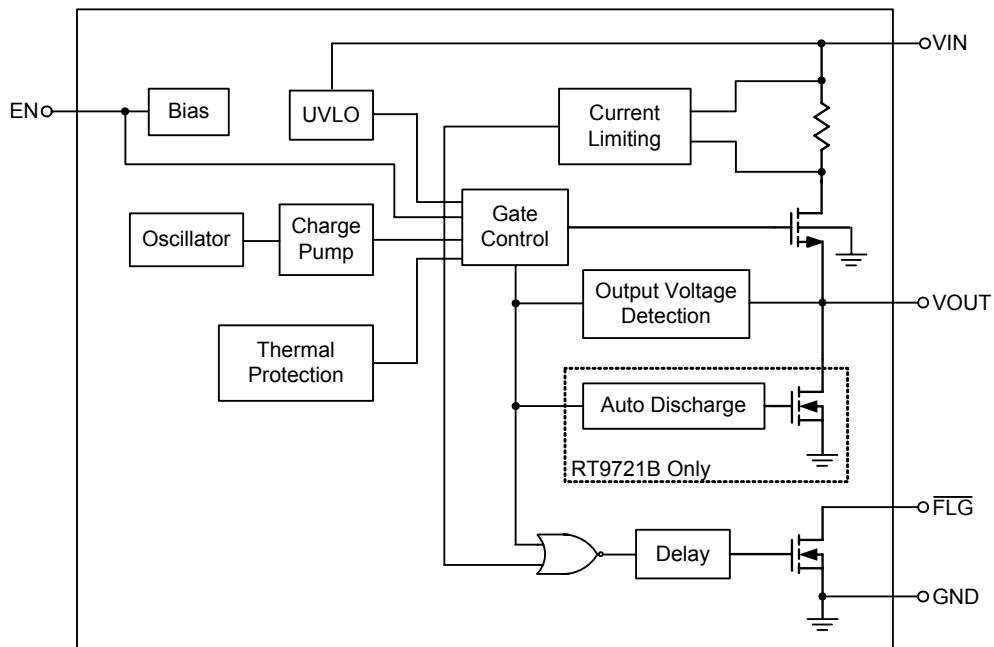 VIN
EN
Bias
UVLO
Current
Limiting
Oscillator
Charge
Pump
Gate
Control
Output Voltage
Detection
VOUT
Thermal
Protection
Auto Discharge
RT9721B Only
FLG
Delay
GND